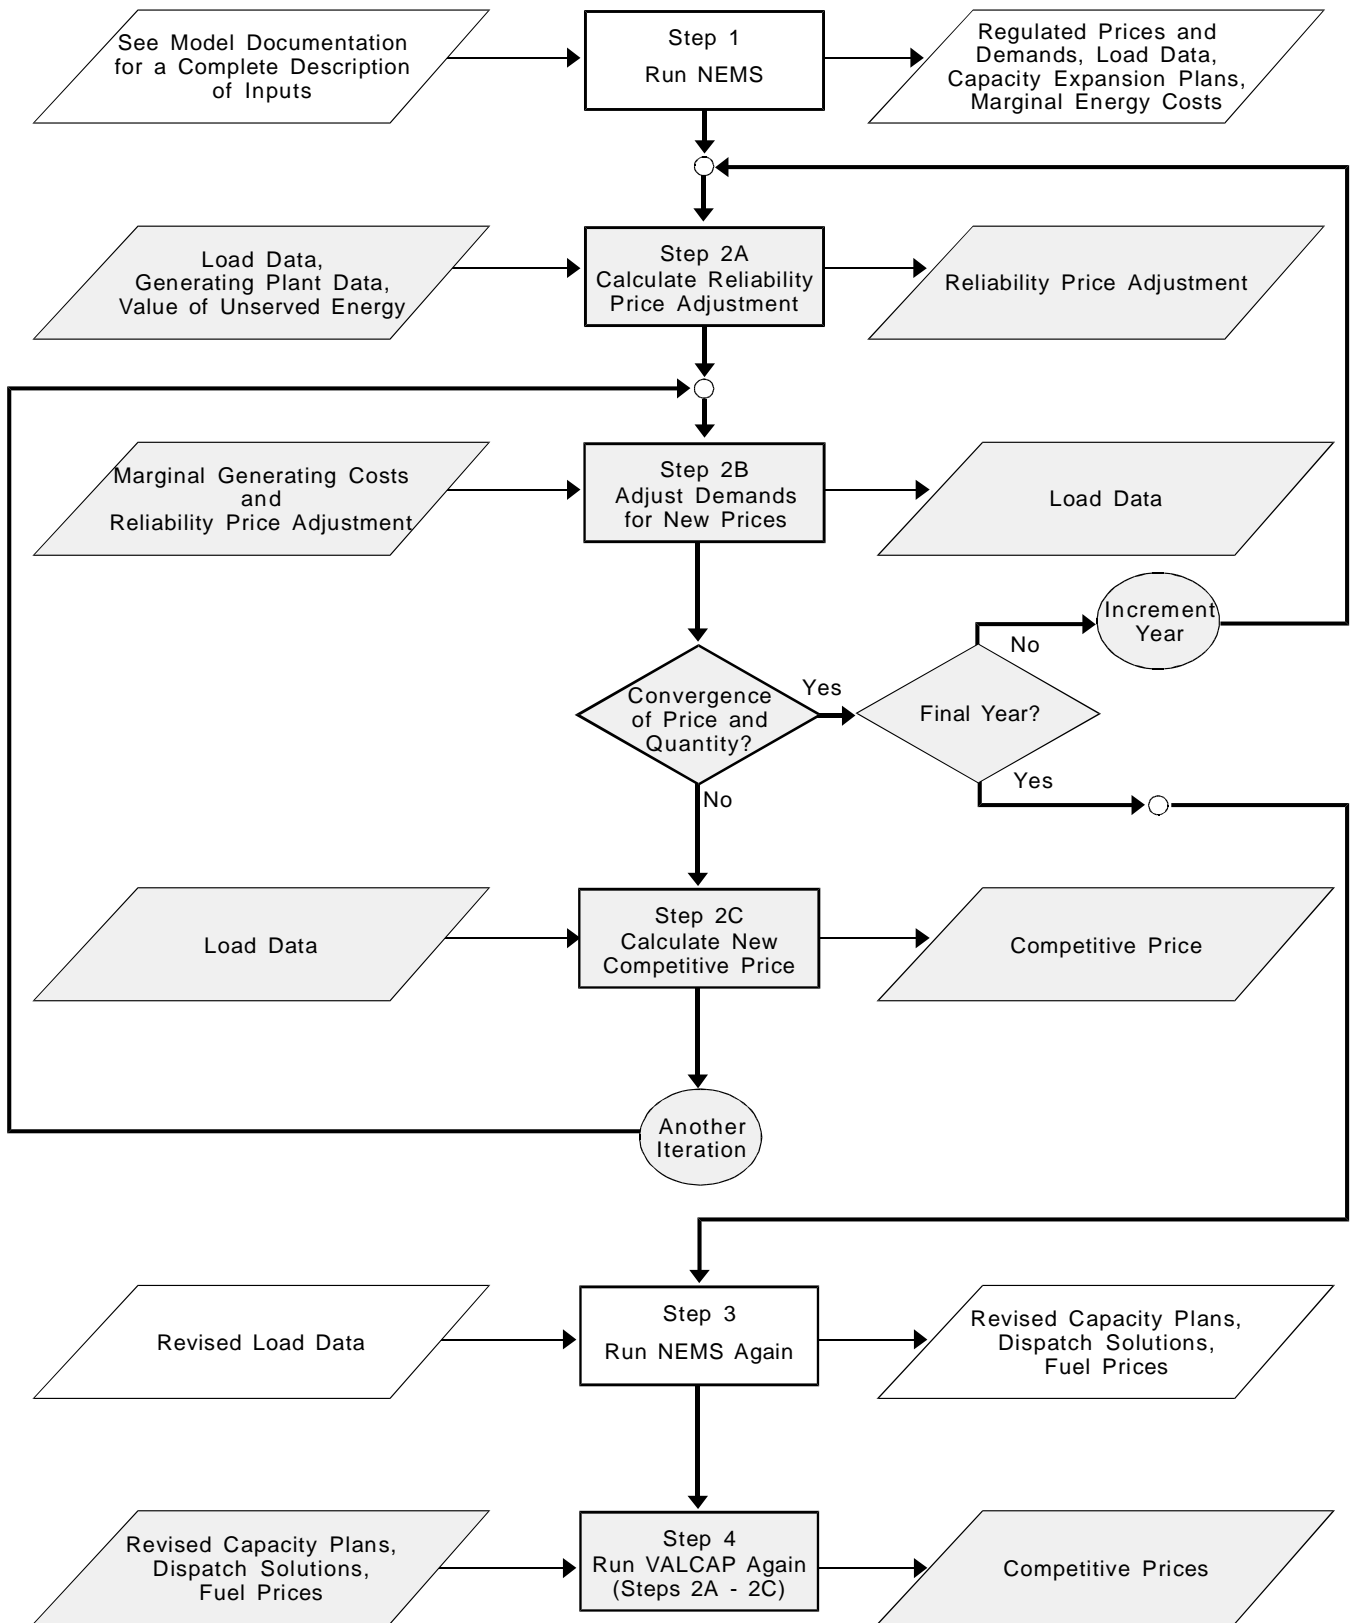 See Model Documentation
for a Complete Description
of Inputs
Step 1
Run NEMS
Regulated Prices and
Demands, Load Data,
Capacity Expansion Plans,
Marginal Energy Costs
Load Data,
Generating Plant Data,
Value of Unserved Energy
Step 2A
Calculate Reliability
Price Adjustment
Reliability Price Adjustment
Marginal Generating Costs
and
Reliability Price Adjustment
Step 2B
Adjust Demands
for New Prices
Load Data
Increment
Year
No
Convergence
of Price and
Quantity?
Yes
Final Year?
Yes
No
Load Data
Step 2C
Calculate New
Competitive Price
Competitive Price
Another
Iteration
Revised Load Data
Step 3
Run NEMS Again
Revised Capacity Plans,
Dispatch Solutions,
Fuel Prices
Revised Capacity Plans,
Dispatch Solutions,
Fuel Prices
Step 4
Run VALCAP Again
(Steps 2A - 2C)
Competitive Prices